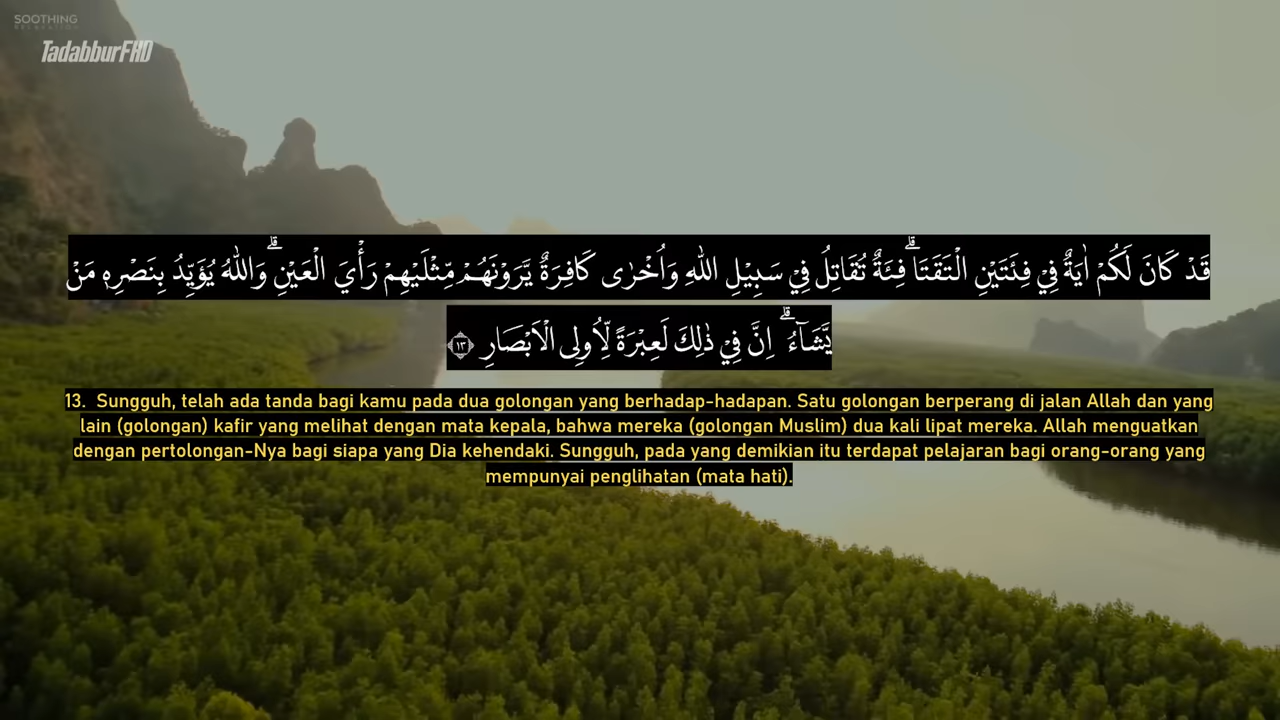 SOOTHING
RELAXATION
TadabburFHD
قَدْ كَانَ لَكُمْ اٰيَةٌ فِيْ فِئَتَيْنِ الْتَقَتَاۗ فِئَةٌ تُقَاتِلُ فِيْ سَبِيْلِ اللّٰهِ وَاُخْرٰى كَافِرَةٌ يَّرَوْنَهُمْ مِّثْلَيْهِمْ رَأْيَ الْعَيْنِۗ وَاللّٰهُ يُؤَيِّدُ بِنَصْرِهٖ مَنْ
يَّشَاۤءُۗ اِنَّ فِيْ ذٰلِكَ لَعِبْرَةً لِّاُولِى الْاَبْصَارِ ۝١٣
13. Sungguh, telah ada tanda bagi kamu pada dua golongan yang berhadap-hadapan. Satu golongan berperang di jalan Allah dan yang
lain (golongan) kafir yang melihat dengan mata kepala, bahwa mereka (golongan Muslim) dua kali lipat mereka. Allah menguatkan
dengan pertolongan-Nya bagi siapa yang Dia kehendaki. Sungguh, pada yang demikian itu terdapat pelajaran bagi orang-orang yang
mempunyai penglihatan (mata hati).